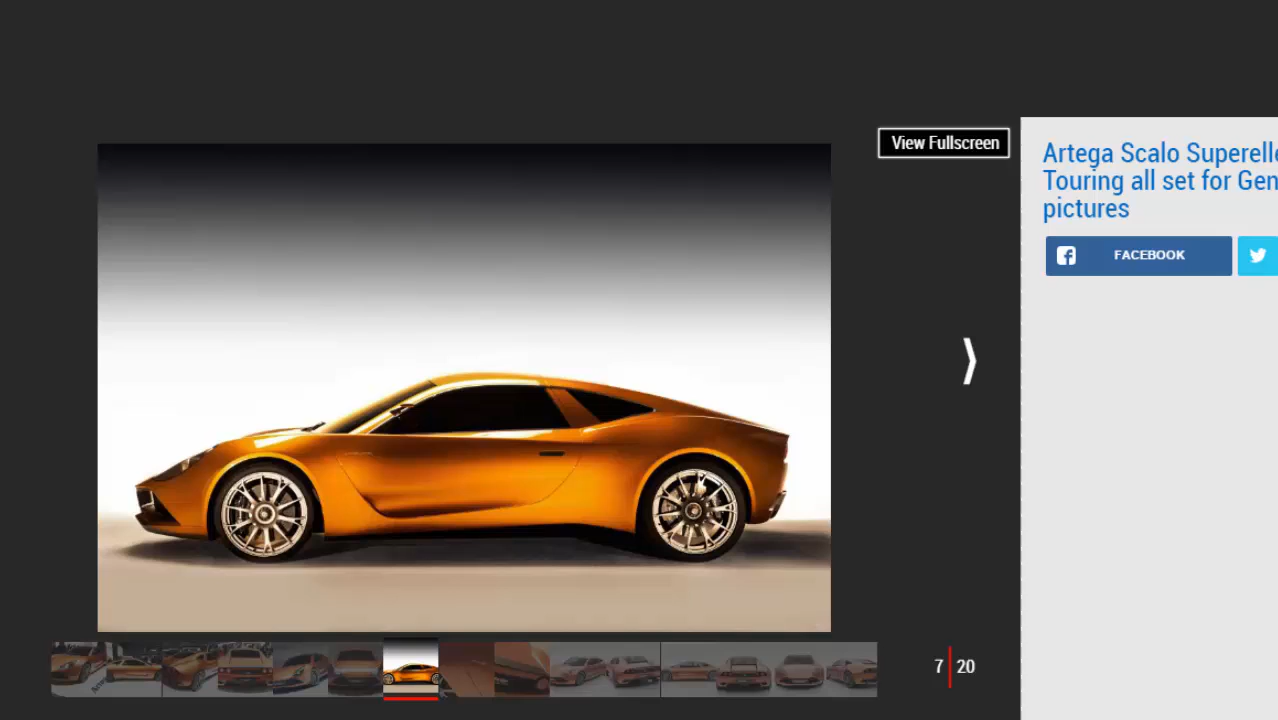 View Fullscreen
Artega Scalo Superelle
Touring all set for Gen
pictures
FACEBOOK
7 20